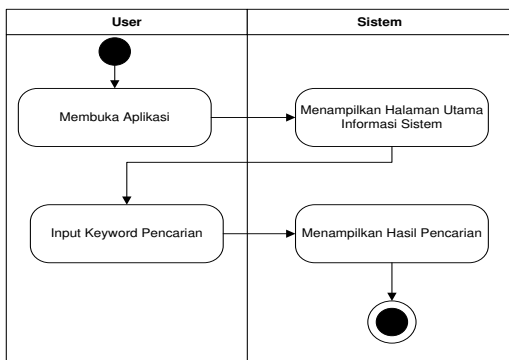 User
Sistem
Membuka Aplikasi
Menampilkan Halaman Utama
Informasi Sistem
Input Keyword Pencarian
Menampilkan Hasil Pencarian